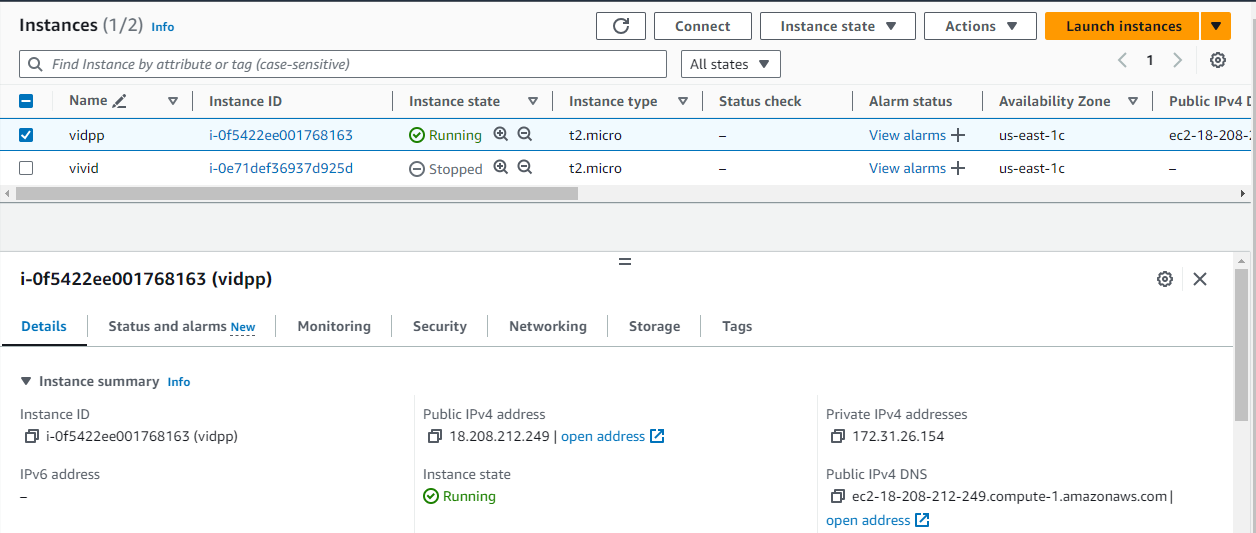 Instances (1/2) Info Connect Instance state Actions Launch instances
Find Instance by attribute or tag (case-sensitive) All states 1
Name Instance ID Instance state Instance type Status check Alarm status Availability Zone Public IPv4 D
vidpp i-0f5422ee001768163 Running t2.micro – View alarms + us-east-1c ec2-18-208-2
vivid i-0e71def36937d925d Stopped t2.micro – View alarms + us-east-1c –
i-0f5422ee001768163 (vidpp)
Details Status and alarms New Monitoring Security Networking Storage Tags
Instance summary Info
Instance ID Public IPv4 address Private IPv4 addresses
i-0f5422ee001768163 (vidpp) 18.208.212.249 | open address 172.31.26.154
IPv6 address Instance state Public IPv4 DNS
– Running ec2-18-208-212-249.compute-1.amazonaws.com |
open address